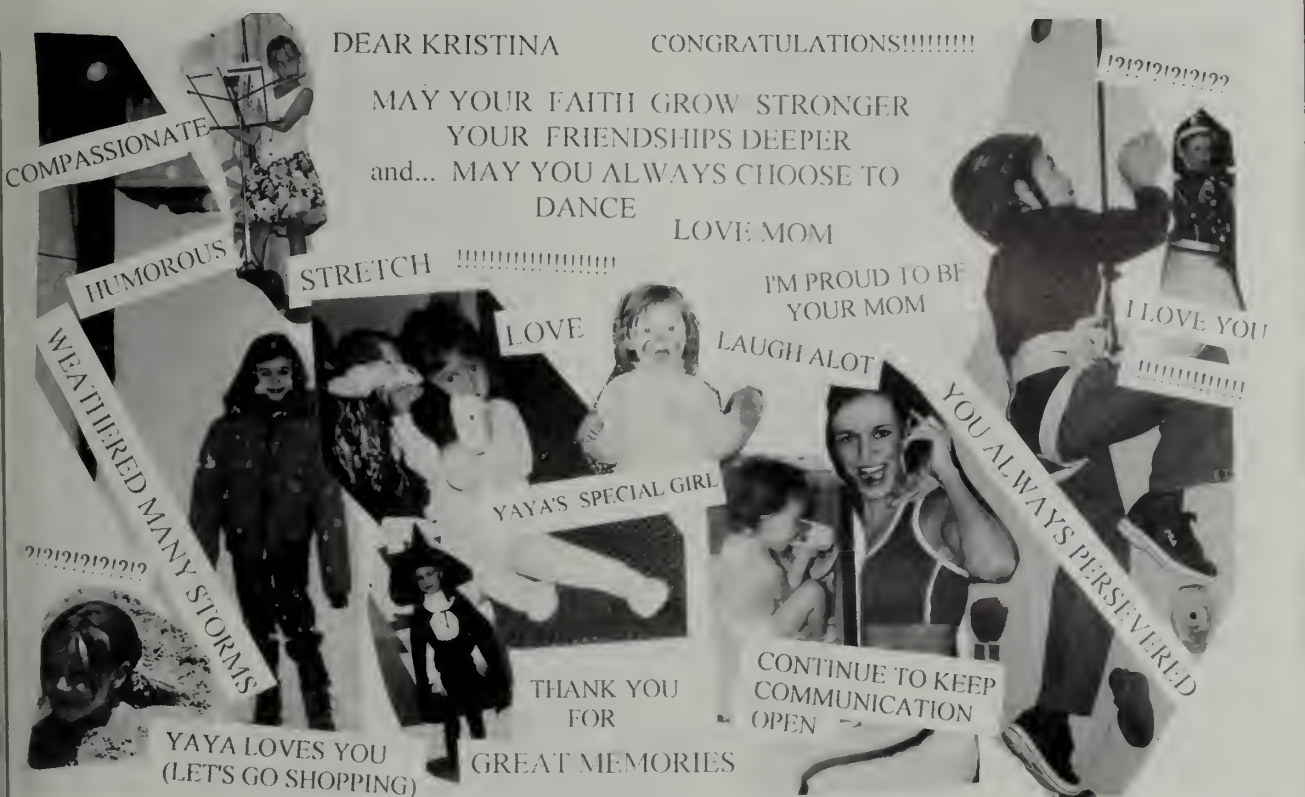 DEAR KRISTINA
CONGRATULATIONS!!!!!!!!!
MAY YOUR FAITH GROW STRONGER
YOUR FRIENDSHIPS DEEPER
and... MAY YOU ALWAYS CHOOSE TO
DANCE
LOVE MOM
!?!?!?!?!?!??
COMPASSIONATE
HUMOROUS
STRETCH !!!!!!!!!!!!!!!!!!!!
I'M PROUD TO BE
YOUR MOM
I LOVE YOU
!!!!!!!!!!!!!!
LOVE
LAUGH ALOT
WEATHERED MANY STORMS
YOU ALWAYS PERSEVERED
YAYA'S SPECIAL GIRL
?!?!?!?!?!?!?
THANK YOU
FOR
GREAT MEMORIES
CONTINUE TO KEEP
COMMUNICATION
OPEN
YAYA LOVES YOU
(LET'S GO SHOPPING)